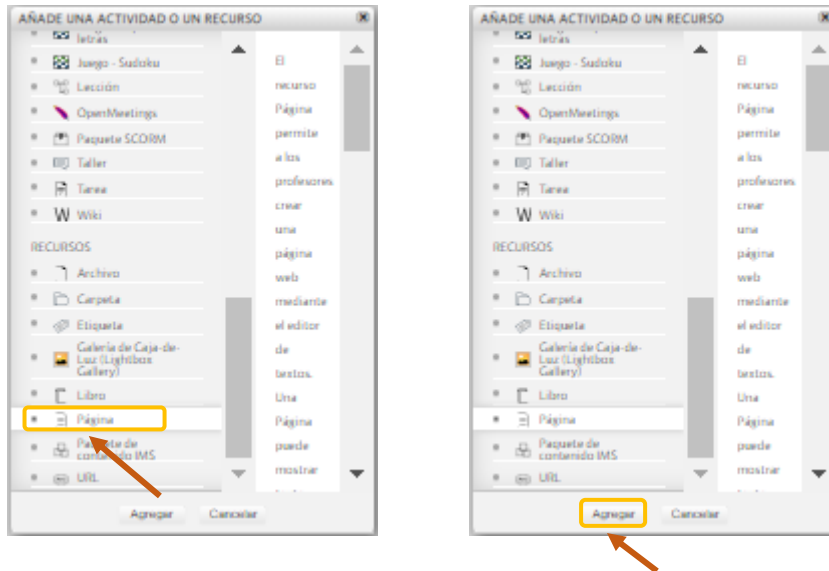 AÑADE UNA ACTIVIDAD O UN RECURSO
letras
Juego - Sudoku
Lección
OpenMeetings
Paquete SCORM
Taller
Tarea
Wiki
RECURSOS
Archivo
Carpeta
Etiqueta
Galería de Caja-de-
Luz (Lightbox
Gallery)
Libro
Página
Paquete de
contenido IMS
URL
El
recurso
Página
permite
a los
profesores
crear
una
página
web
mediante
el editor
de
textos.
Una
Página
puede
mostrar
Agregar Cancelar
AÑADE UNA ACTIVIDAD O UN RECURSO
letras
Juego - Sudoku
Lección
OpenMeetings
Paquete SCORM
Taller
Tarea
Wiki
RECURSOS
Archivo
Carpeta
Etiqueta
Galería de Caja-de-
Luz (Lightbox
Gallery)
Libro
Página
Paquete de
contenido IMS
URL
El
recurso
Página
permite
a los
profesores
crear
una
página
web
mediante
el editor
de
textos.
Una
Página
puede
mostrar
Agregar Cancelar